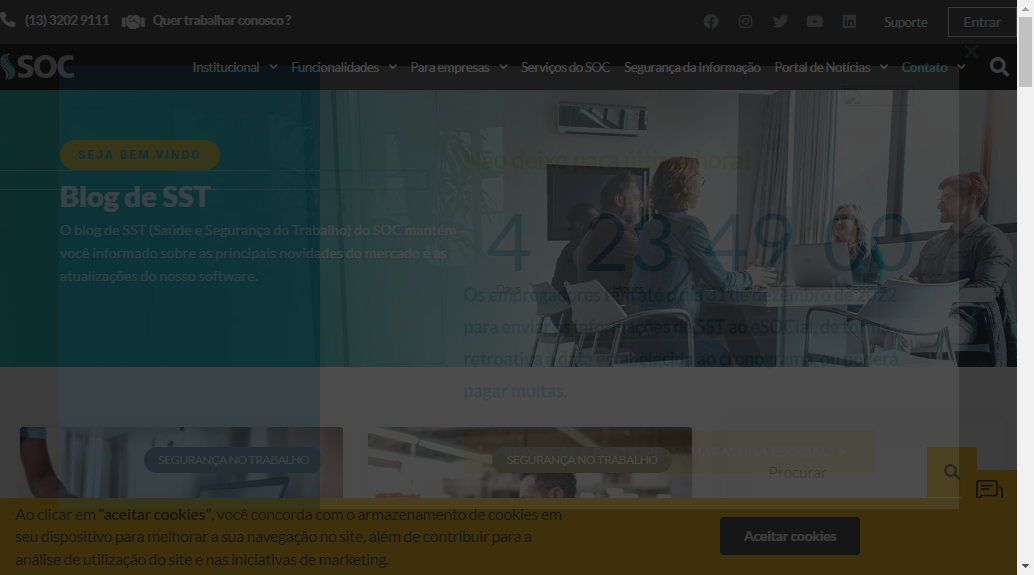 (13) 3202 9111
Quer trabalhar conosco ?
Suporte
Entrar
SOC
Institucional
Funcionalidades
Para empresas
Serviços do SOC
Segurança da Informação
Portal de Notícias
Contato
SEJA BEM VINDO
Não deixe para última hora!
Blog de SST
O blog de SST (Saúde e Segurança do Trabalho) do SOC mantém
você informado sobre as principais novidades do mercado e as
atualizações do nosso software.
4 23 49 00
Days
Hours
Os empregadores têm até o dia 31 de dezembro de 2022
para enviar as informações de SST ao eSOCial, de forma
retroativa à data estabelecida ao cronograma, ou poderá
pagar multas.
SEGURANÇA NO TRABALHO
SEGURANÇA NO TRABALHO
Procurar
Ao clicar em “aceitar cookies”, você concorda com o armazenamento de cookies em
seu dispositivo para melhorar a sua navegação no site, além de contribuir para a
análise de utilização do site e nas iniciativas de marketing.
Aceitar cookies